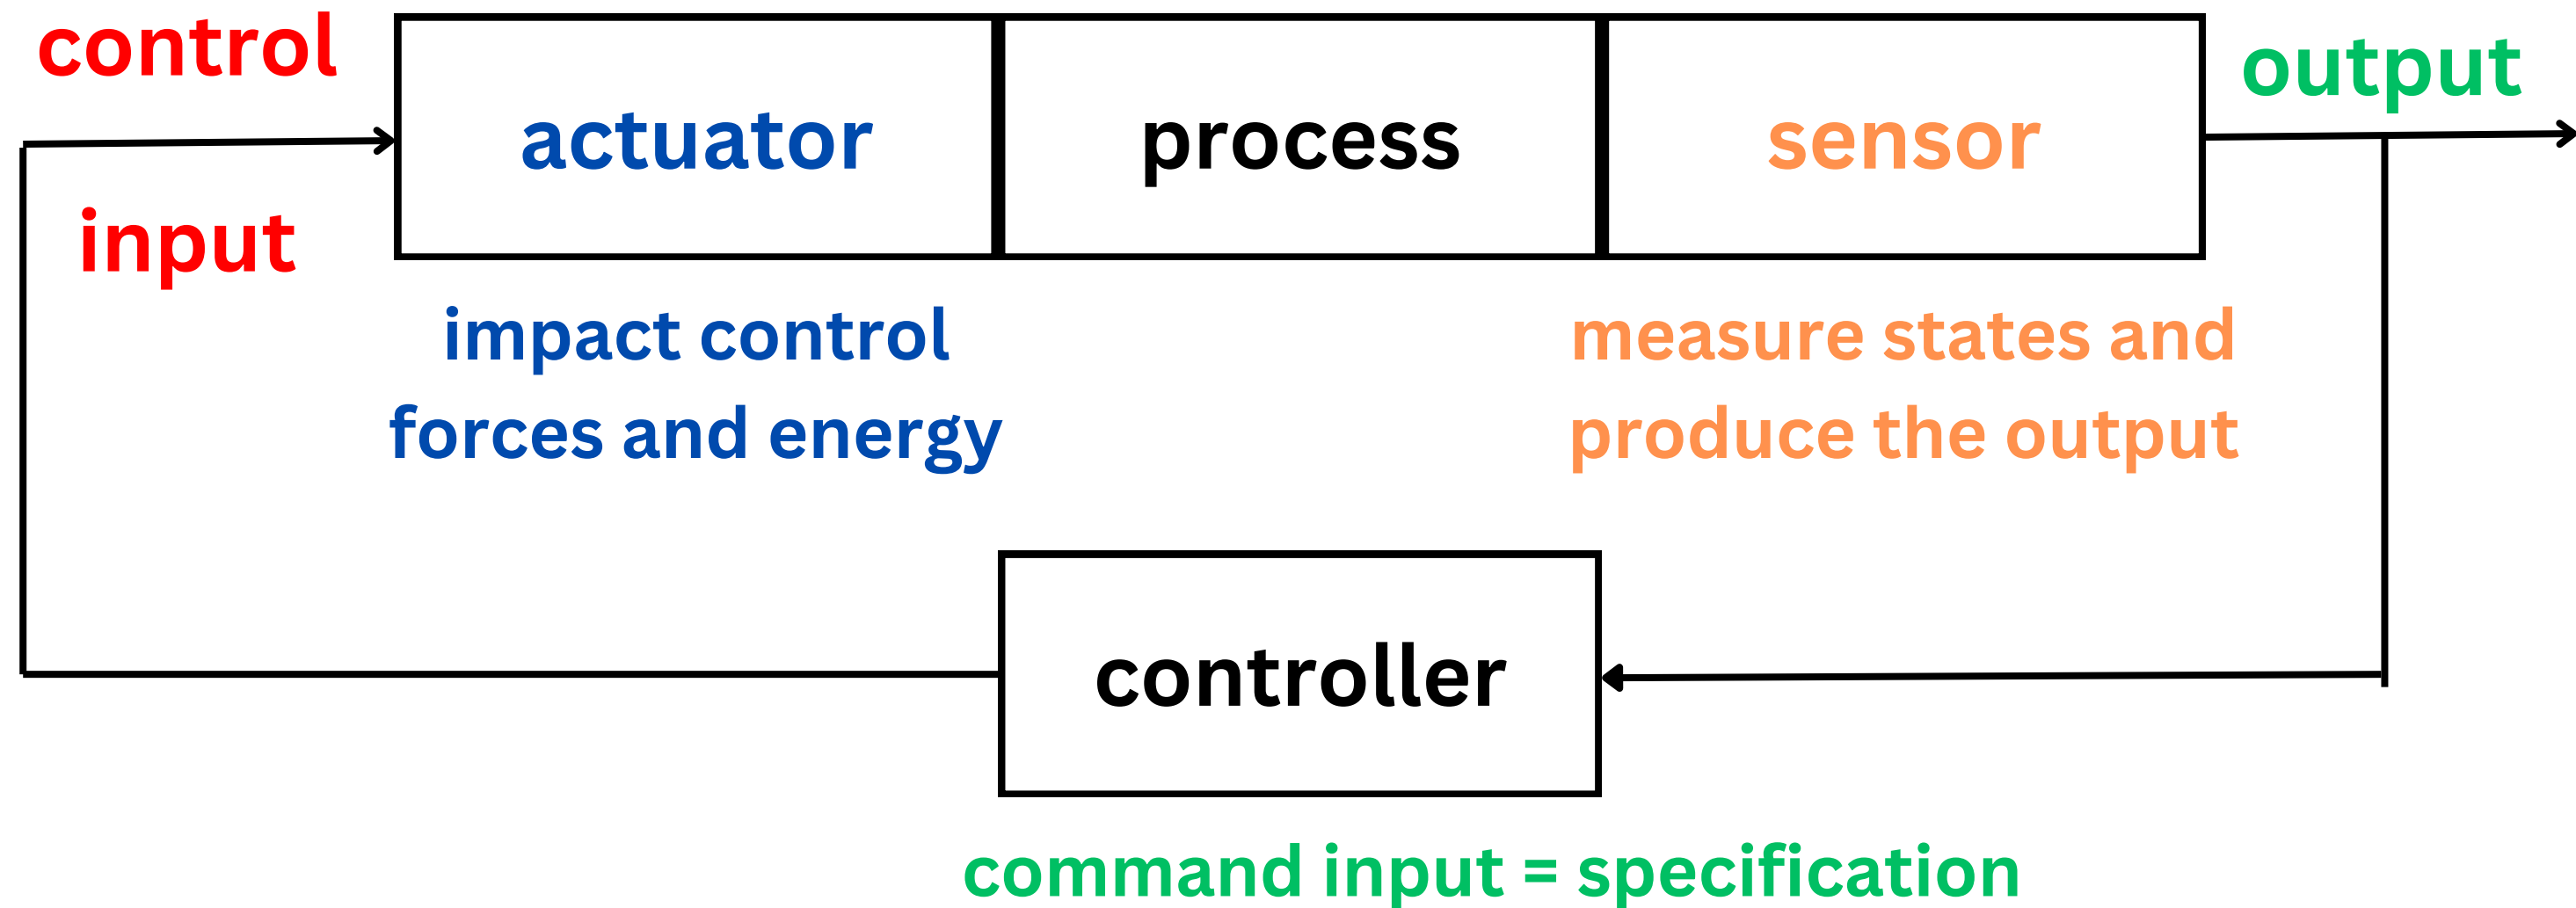 control
input
actuator
process
sensor
output
impact control
forces and energy
measure states and
produce the output
controller
command input = specification